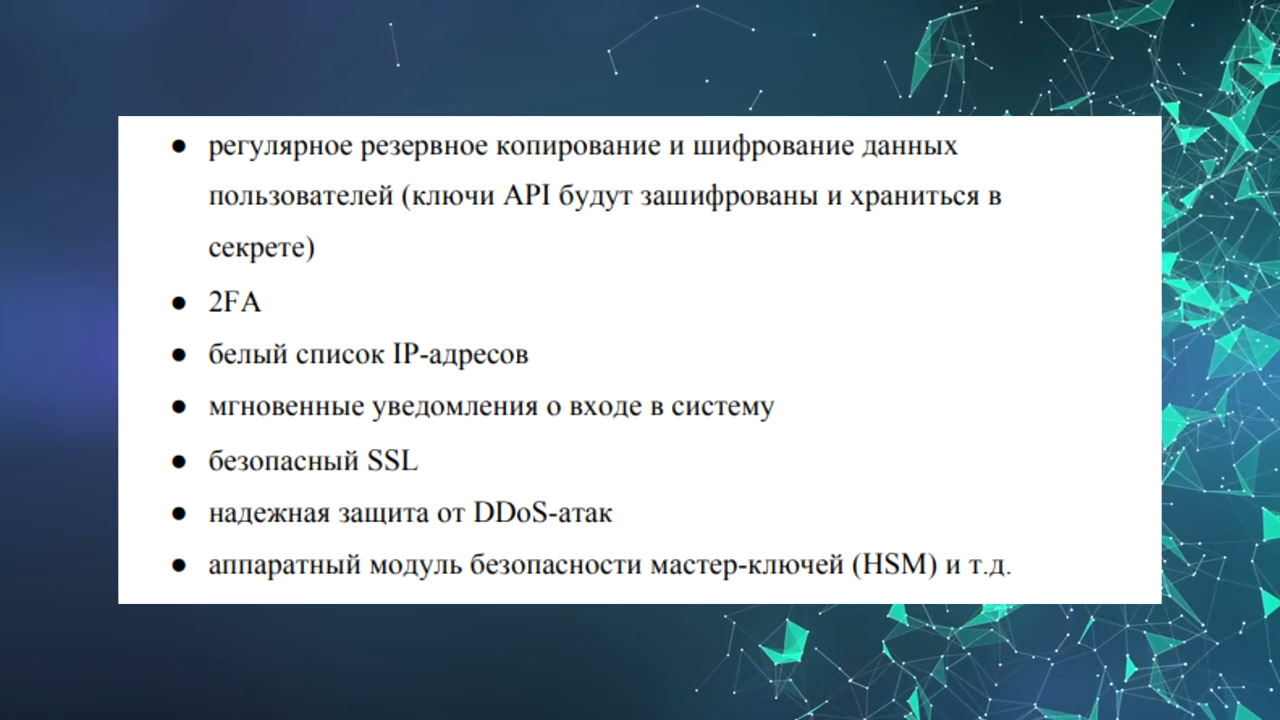 ● регулярное резервное копирование и шифрование данных
пользователей (ключи API будут зашифрованы и храниться в
секрете)
● 2FA
● белый список IP-адресов
● мгновенные уведомления о входе в систему
● безопасный SSL
● надежная защита от DDoS-атак
● аппаратный модуль безопасности мастер-ключей (HSM) и т.д.